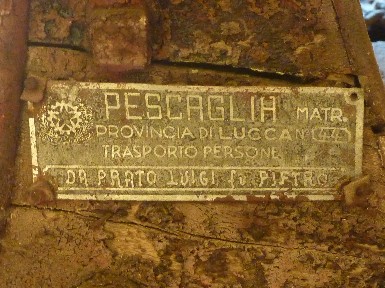 PESCAGLIA MATR.
PROVINCIA DI LUCCA N
TRASPORTO PERSONE
DA PRATO LUIGI fu PIETRO